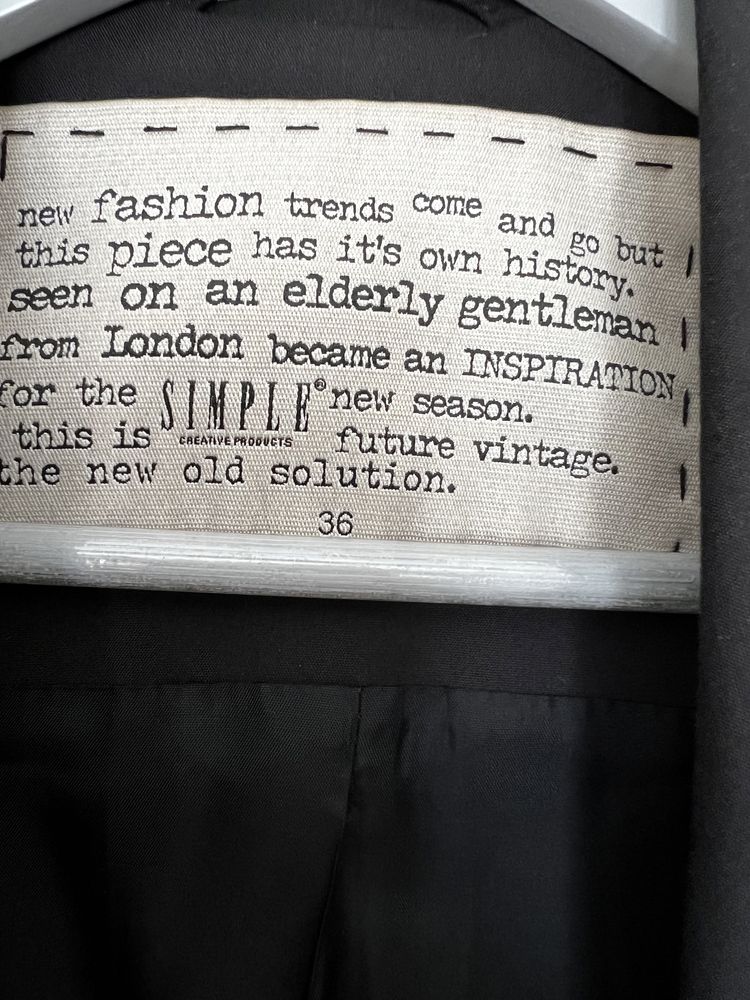 new fashion trends come and go but
this piece has it's own history.
seen on an elderly gentleman
from London became an INSPIRATION
for the SIMPLE® new season.
CREATIVE PRODUCTS
this is future vintage.
the new old solution.
36